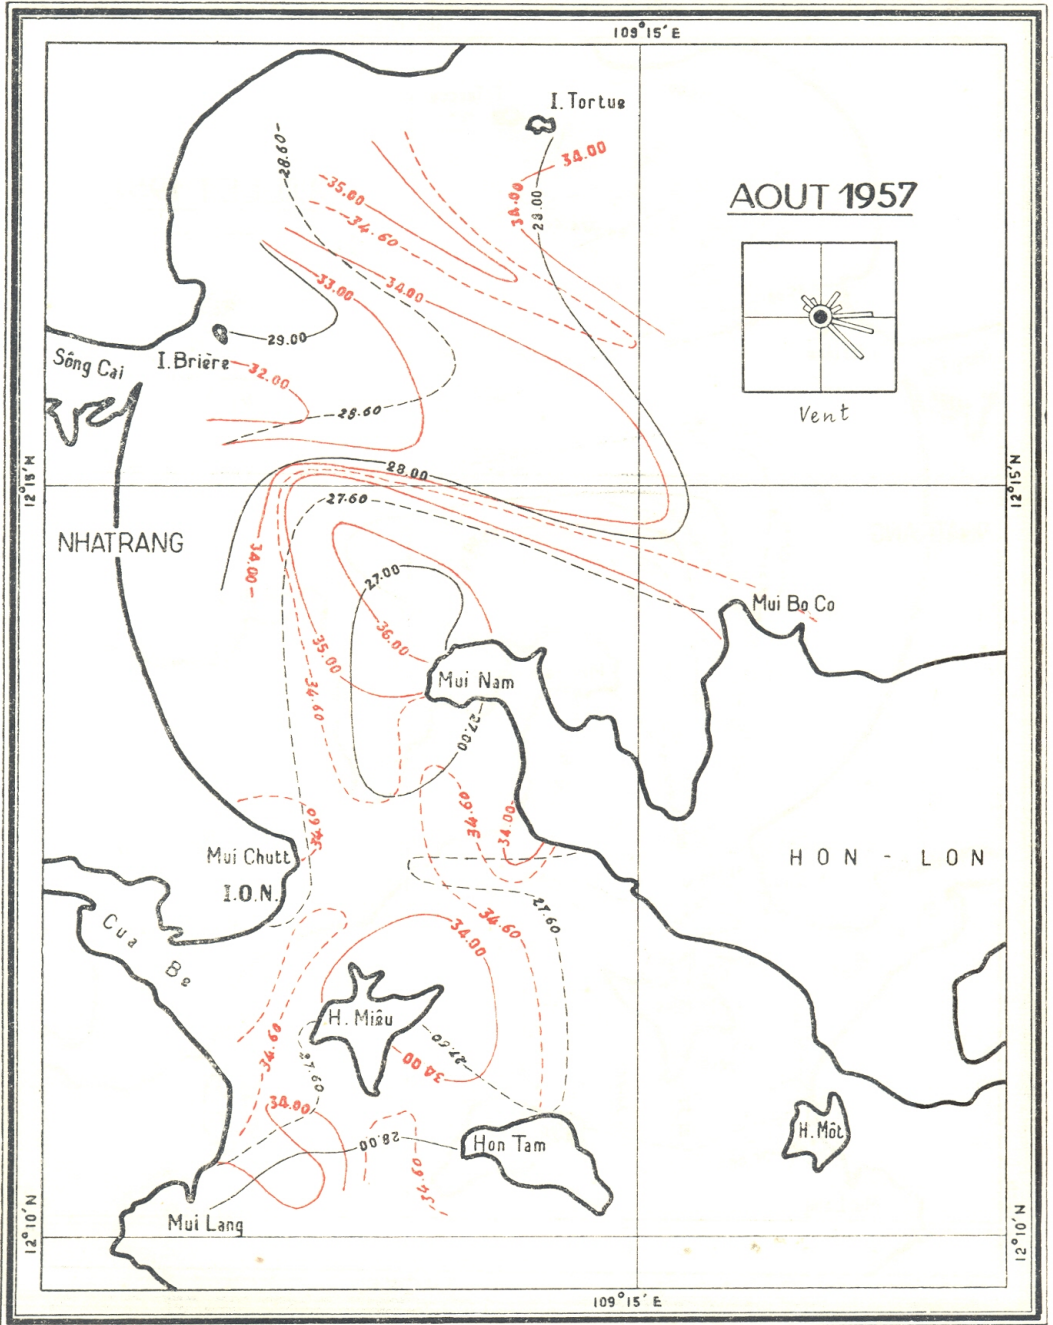 109°15′E
I. Tortue
34.00
28.60
-35.00
34.00
28.00
AOUT 1957
-34.60
33.00
34.00
29.00
Sông Cai
I. Brière
32.00
28.60
Vent
28.00
12°15′N
12°15′N
27.60
NHATRANG
34.00-
27.00
Mui Bo Co
36.00
35.00
Mui Nam
34.60
27.00
34.60
34.60
34.00
Mui Chutt
HON - LON
I.O.N.
34.60
27.60
34.00
Cua Bé
H. Miêu
34.60
27.60
27.60
34.00
34.00
28.00
Hon Tam
H. Môt
34.60
Mui Lang
12°10′N
12°10′N
109°15′E